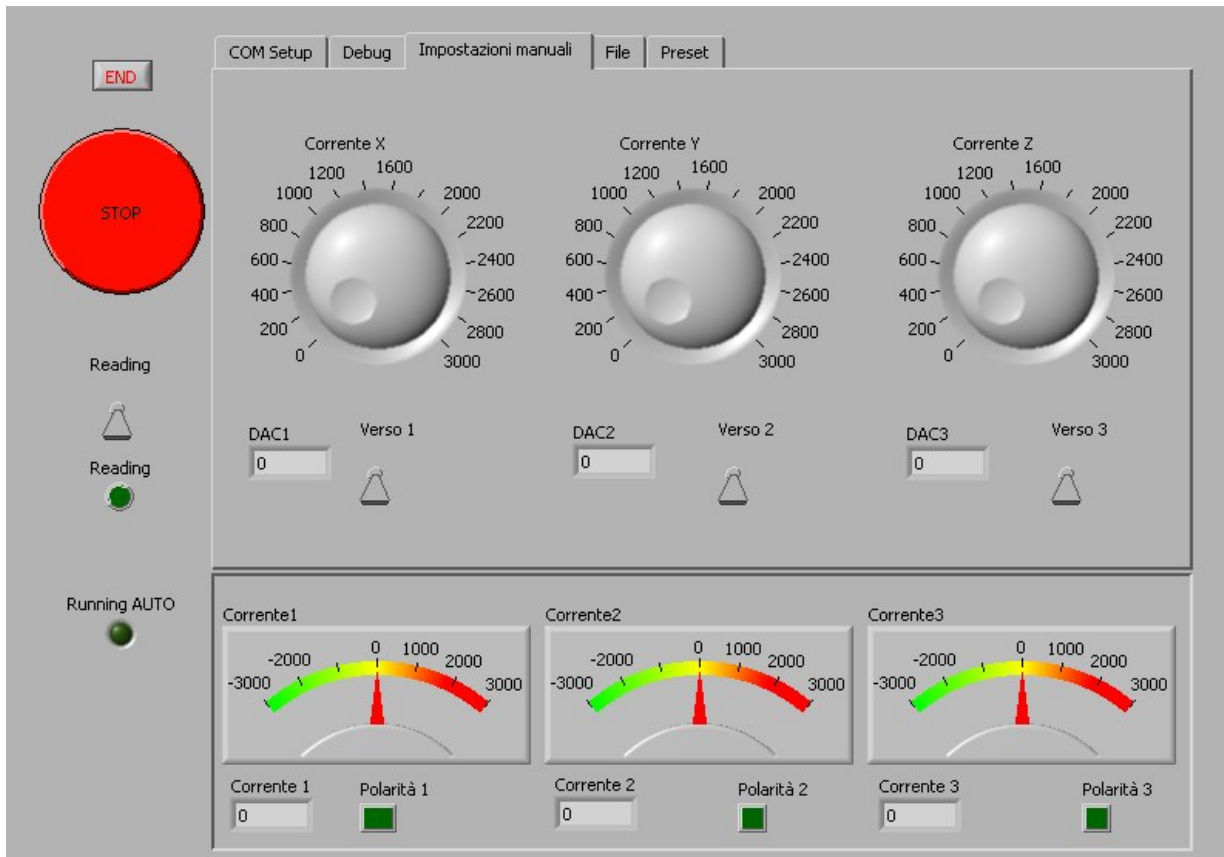 COM Setup Debug Impostazioni manuali File Preset
END
STOP
Reading
Reading
Running AUTO
Corrente X
0 200 400 600 800 1000 1200 1600 2000 2200 2400 2600 2800 3000
Corrente Y
0 200 400 600 800 1000 1200 1600 2000 2200 2400 2600 2800 3000
Corrente Z
0 200 400 600 800 1000 1200 1600 2000 2200 2400 2600 2800 3000
DAC1
0
Verso 1
DAC2
0
Verso 2
DAC3
0
Verso 3
Corrente1
-3000 -2000 0 1000 2000 3000
Corrente2
-3000 -2000 0 1000 2000 3000
Corrente3
-3000 -2000 0 1000 2000 3000
Corrente 1
0
Polarità 1
Corrente 2
0
Polarità 2
Corrente 3
0
Polarità 3